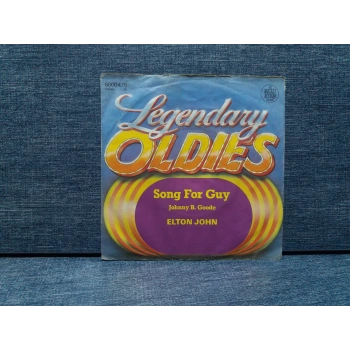 Legendary
OLDIES
Song For Guy
Johnny B. Goode
ELTON JOHN